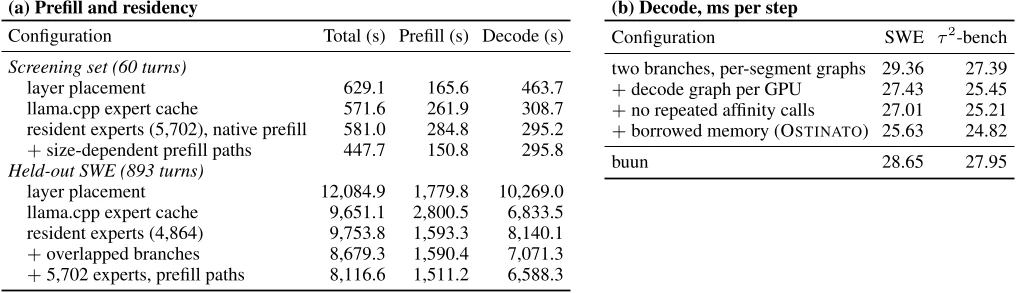 (a) Prefill and residency
Configuration Total (s) Prefill (s) Decode (s)
Screening set (60 turns)
layer placement 629.1 165.6 463.7
llama.cpp expert cache 571.6 261.9 308.7
resident experts (5,702), native prefill 581.0 284.8 295.2
+ size-dependent prefill paths 447.7 150.8 295.8
Held-out SWE (893 turns)
layer placement 12,084.9 1,779.8 10,269.0
llama.cpp expert cache 9,651.1 2,800.5 6,833.5
resident experts (4,864) 9,753.8 1,593.3 8,140.1
+ overlapped branches 8,679.3 1,590.4 7,071.3
+ 5,702 experts, prefill paths 8,116.6 1,511.2 6,588.3
(b) Decode, ms per step
Configuration SWE τ²-bench
two branches, per-segment graphs 29.36 27.39
+ decode graph per GPU 27.43 25.45
+ no repeated affinity calls 27.01 25.21
+ borrowed memory (OSTINATO) 25.63 24.82
buun 28.65 27.95